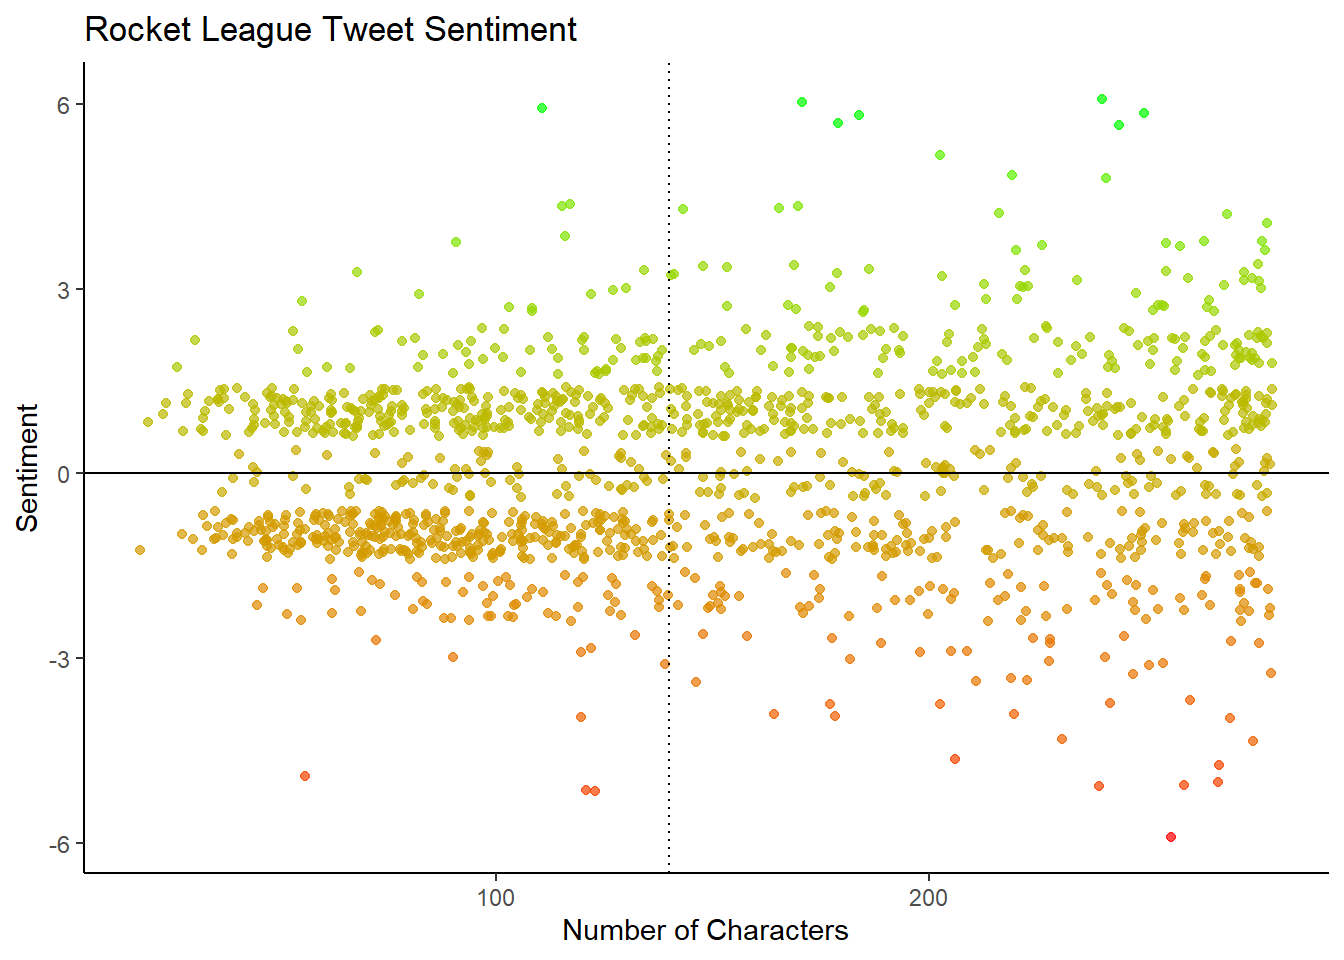 Rocket League Tweet Sentiment
6
3
0
-3
-6
Sentiment
100
200
Number of Characters